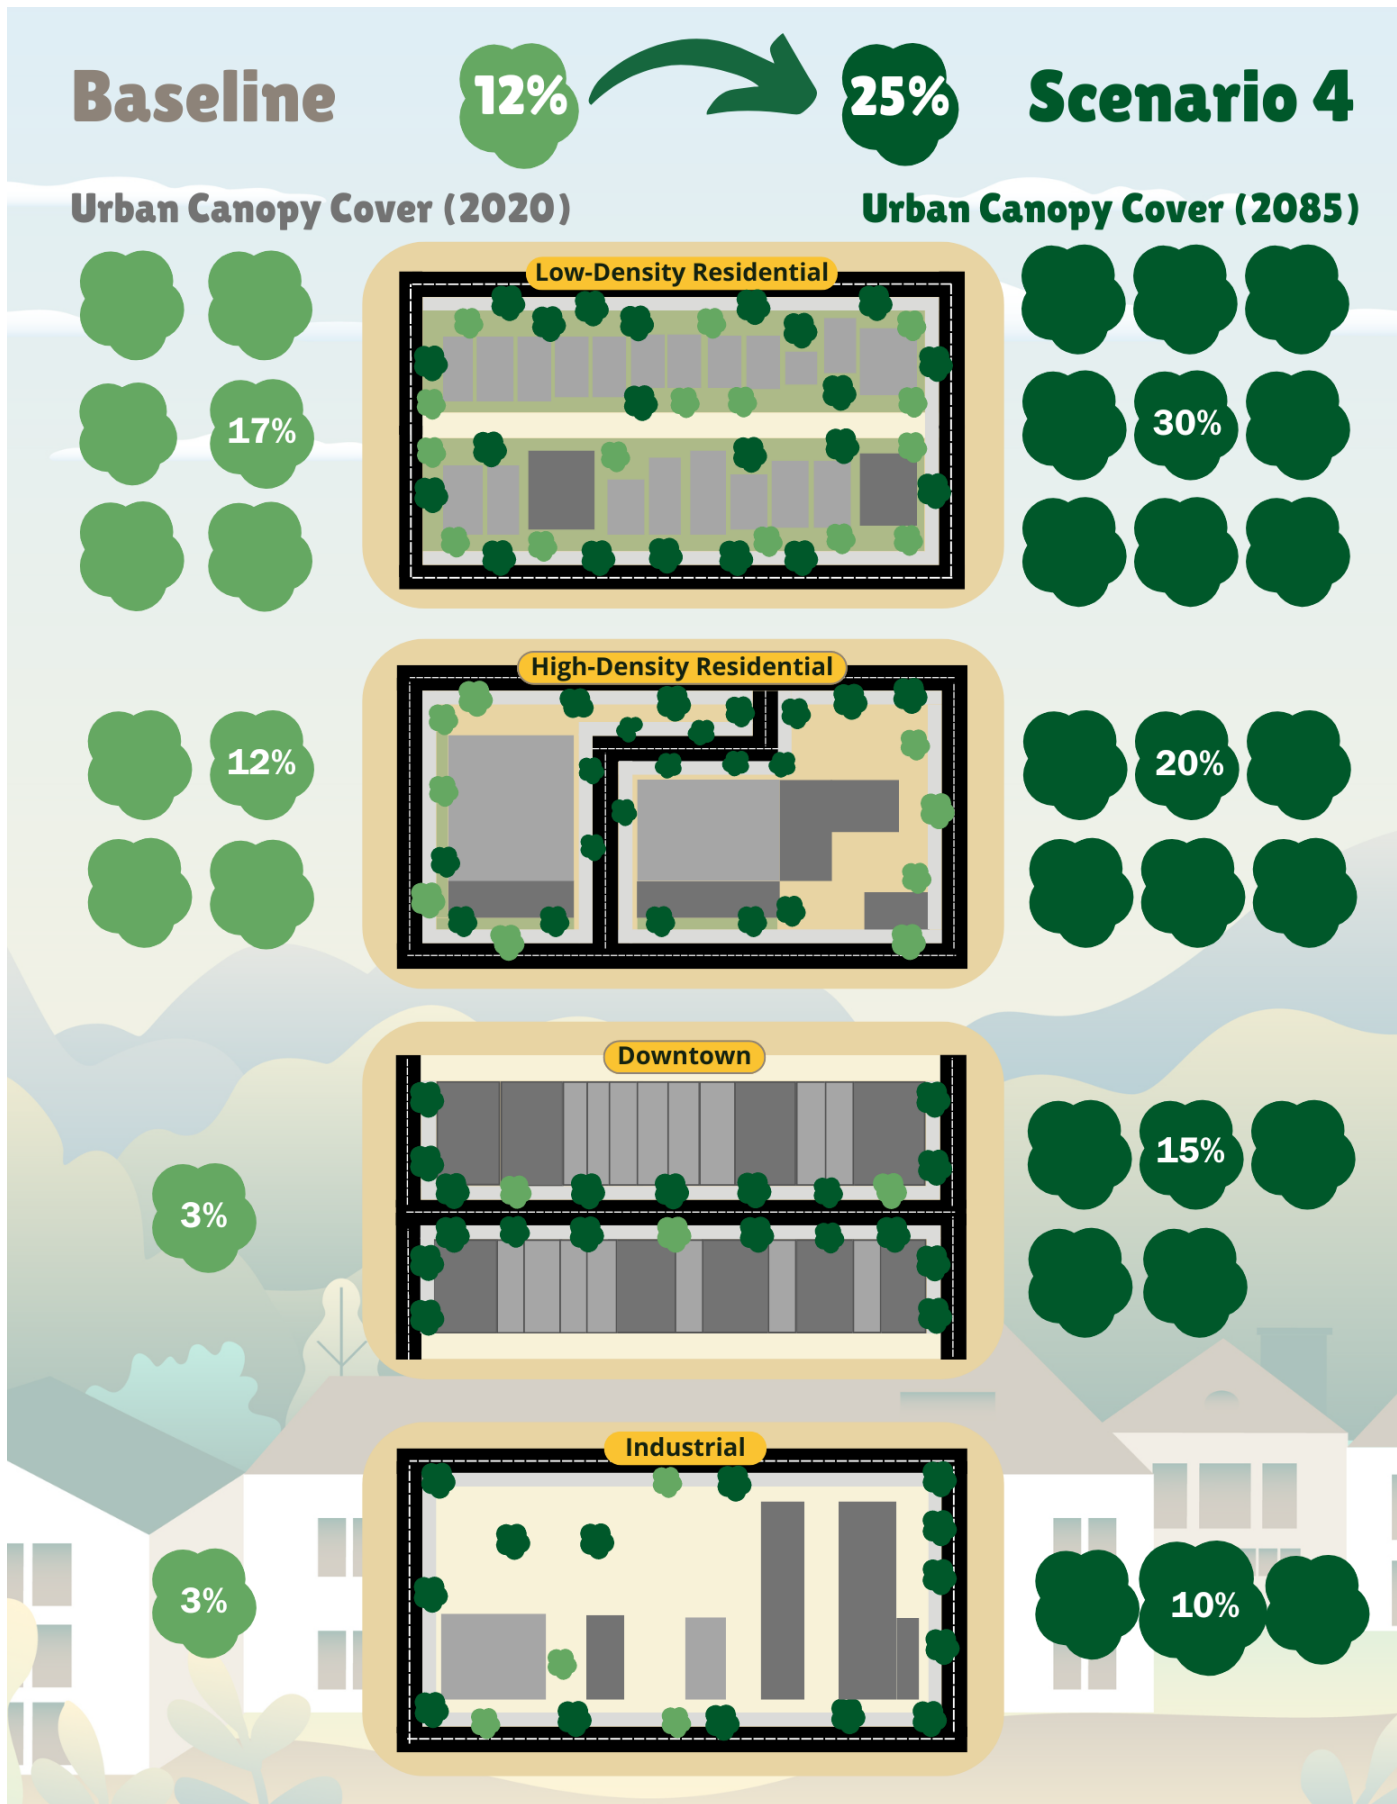 Baseline
12%
25%
Scenario 4
Urban Canopy Cover (2020)
Urban Canopy Cover (2085)
Low-Density Residential
17%
30%
High-Density Residential
12%
20%
Downtown
3%
15%
Industrial
3%
10%